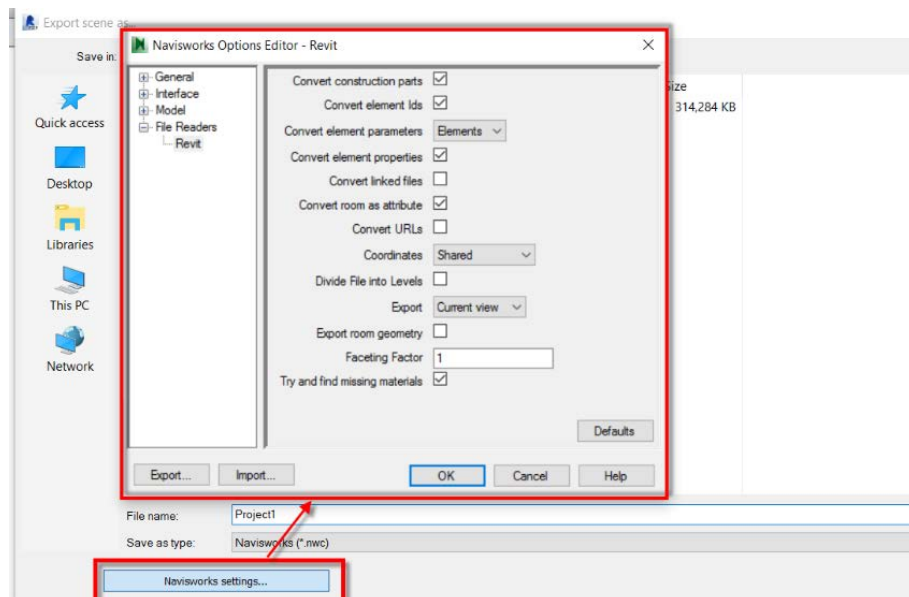 Export scene as...
Save in:
Navisworks Options Editor - Revit
General
Interface
Model
File Readers
Revit
Convert construction parts
Convert element Ids
Convert element parameters Elements
Convert element properties
Convert linked files
Convert room as attribute
Convert URLs
Coordinates Shared
Divide File into Levels
Export Current view
Export room geometry
Faceting Factor 1
Try and find missing materials
Defaults
Export... Import... OK Cancel Help
Quick access
Desktop
Libraries
This PC
Network
Size
314,284 KB
File name: Project1
Save as type: Navisworks (*.nwc)
Navisworks settings...